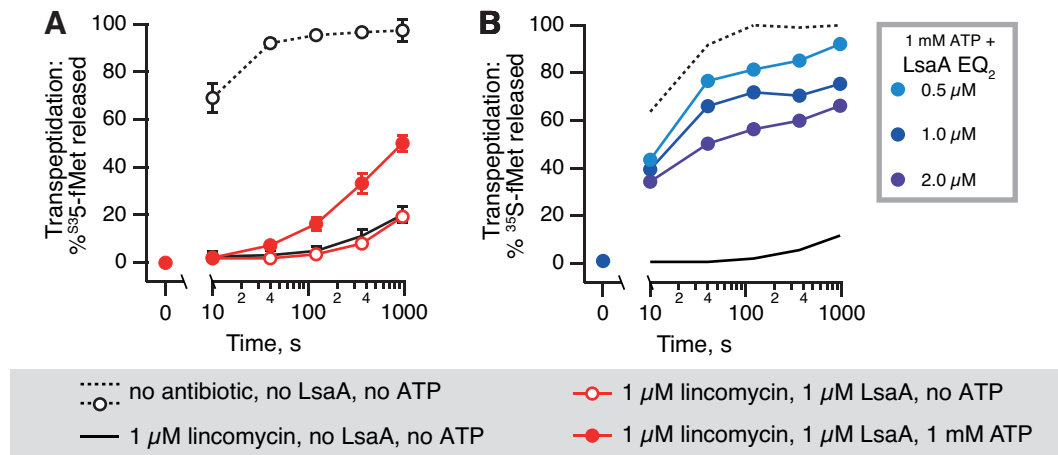 A
Transpeptidation:
%S35-fMet released
100
80
60
40
20
0
0
10
2
4
100
2
4
1000
Time, s
B
Transpeptidation:
% 35S-fMet released
100
80
60
40
20
0
0
10
2
4
100
2
4
1000
Time, s
1 mM ATP +
LsaA EQ2
0.5 µM
1.0 µM
2.0 µM
no antibiotic, no LsaA, no ATP
1 µM lincomycin, no LsaA, no ATP
1 µM lincomycin, 1 µM LsaA, no ATP
1 µM lincomycin, 1 µM LsaA, 1 mM ATP